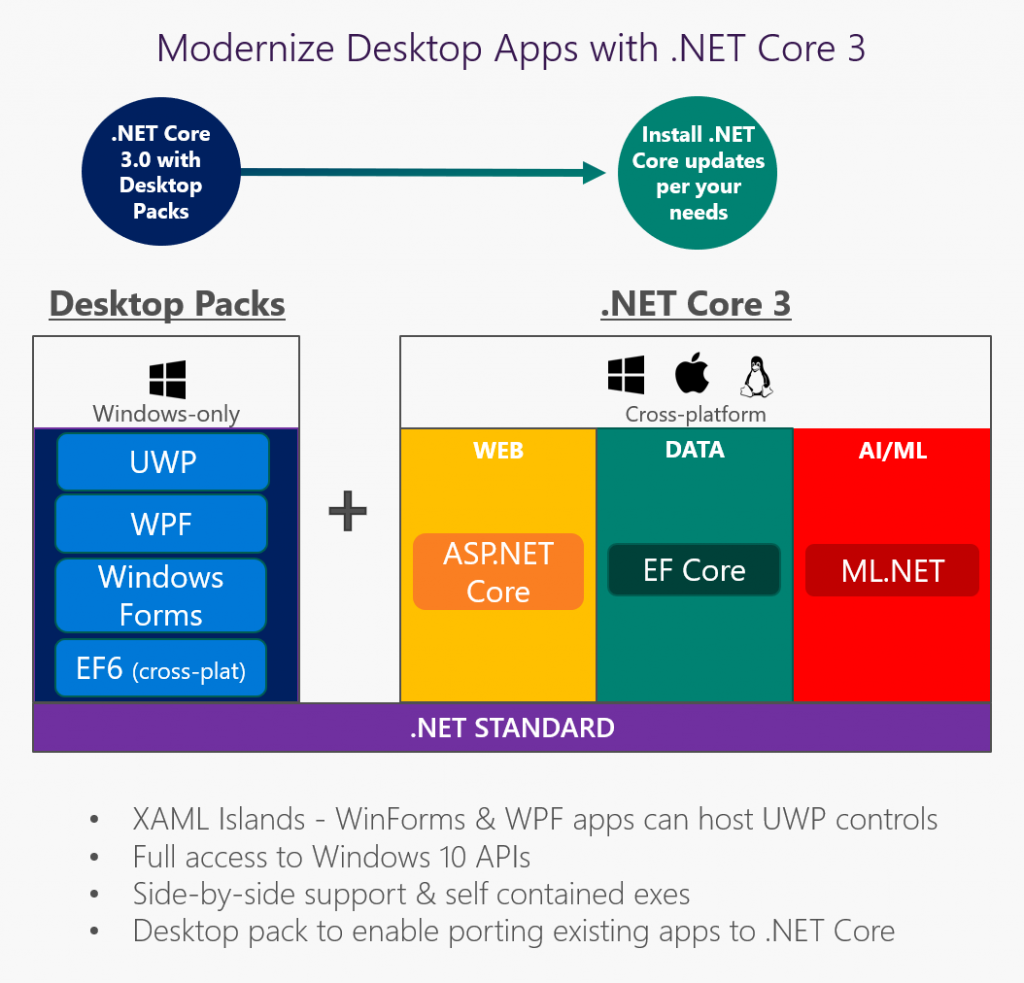 Modernize Desktop Apps with .NET Core 3
.NET Core
3.0 with
Desktop
Packs
Install .NET
Core updates
per your
needs
Desktop Packs
.NET Core 3
Windows-only
Cross-platform
UWP
WPF
Windows
Forms
EF6 (cross-plat)
+
WEB
ASP.NET
Core
DATA
EF Core
AI/ML
ML.NET
.NET STANDARD
• XAML Islands - WinForms & WPF apps can host UWP controls
• Full access to Windows 10 APIs
• Side-by-side support & self contained exes
• Desktop pack to enable porting existing apps to .NET Core